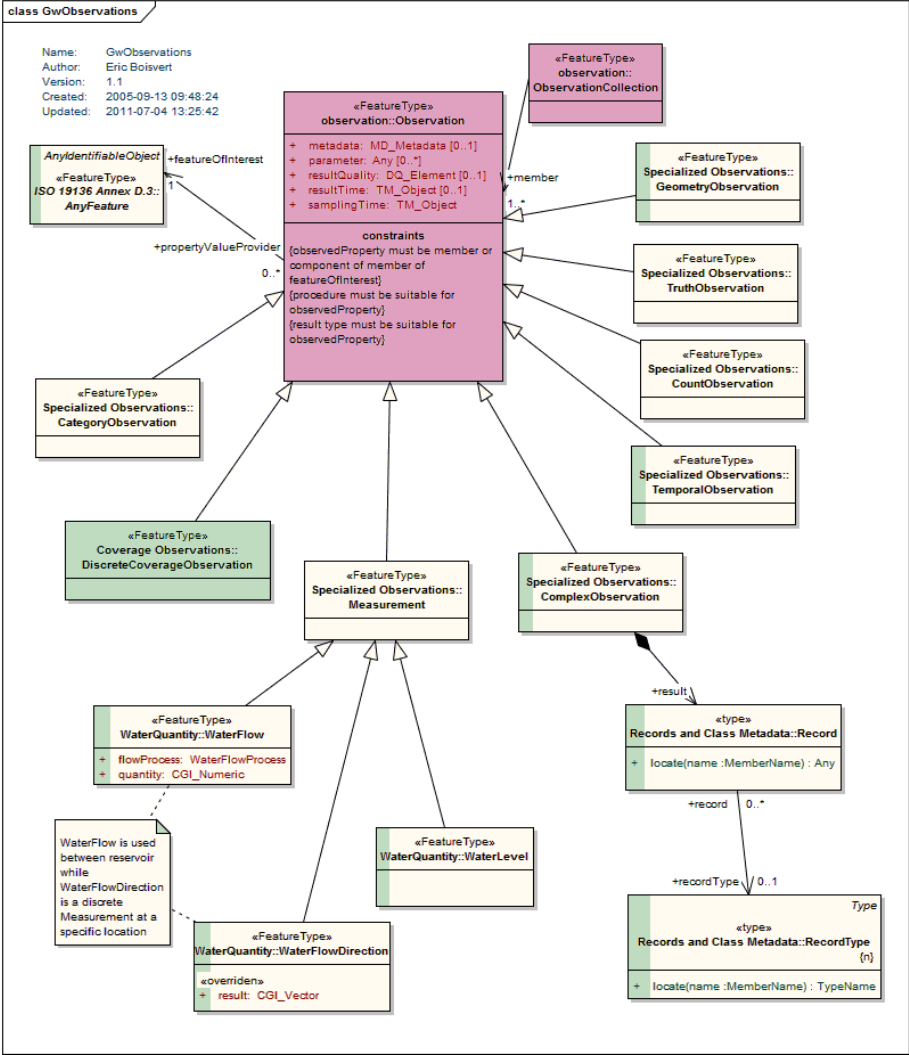 class GwObservations
Name: GwObservations
Author: Eric Boisvert
Version: 1.1
Created: 2005-09-13 09:48:24
Updated: 2011-07-04 13:25:42
«FeatureType»
observation::
ObservationCollection
«FeatureType»
observation::Observation
+ metadata: MD_Metadata [0..1]
+ parameter: Any [0..*]
+ resultQuality: DQ_Element [0..1]
+ resultTime: TM_Object [0..1]
+ samplingTime: TM_Object
constraints
{observedProperty must be member or
component of member of
featureOfInterest}
{procedure must be suitable for
observedProperty}
{result type must be suitable for
observedProperty}
+member
1..*
AnyIdentifiableObject
«FeatureType»
ISO 19136 Annex D.3::
AnyFeature
+featureOfInterest
1
+propertyValueProvider
0..*
«FeatureType»
Specialized Observations::
GeometryObservation
«FeatureType»
Specialized Observations::
TruthObservation
«FeatureType»
Specialized Observations::
CountObservation
«FeatureType»
Specialized Observations::
TemporalObservation
«FeatureType»
Specialized Observations::
CategoryObservation
«FeatureType»
Coverage Observations::
DiscreteCoverageObservation
«FeatureType»
Specialized Observations::
Measurement
«FeatureType»
Specialized Observations::
ComplexObservation
+result
«FeatureType»
WaterQuantity::WaterFlow
+ flowProcess: WaterFlowProcess
+ quantity: CGI_Numeric
«type»
Records and Class Metadata::Record
+ locate(name :MemberName) : Any
+record 0..*
WaterFlow is used
between reservoir
while
WaterFlowDirection
is a discrete
Measurement at a
specific location
«FeatureType»
WaterQuantity::WaterLevel
+recordType 0..1
Type
«type»
Records and Class Metadata::RecordType
{n}
+ locate(name :MemberName) : TypeName
«FeatureType»
WaterQuantity::WaterFlowDirection
«overriden»
+ result: CGI_Vector